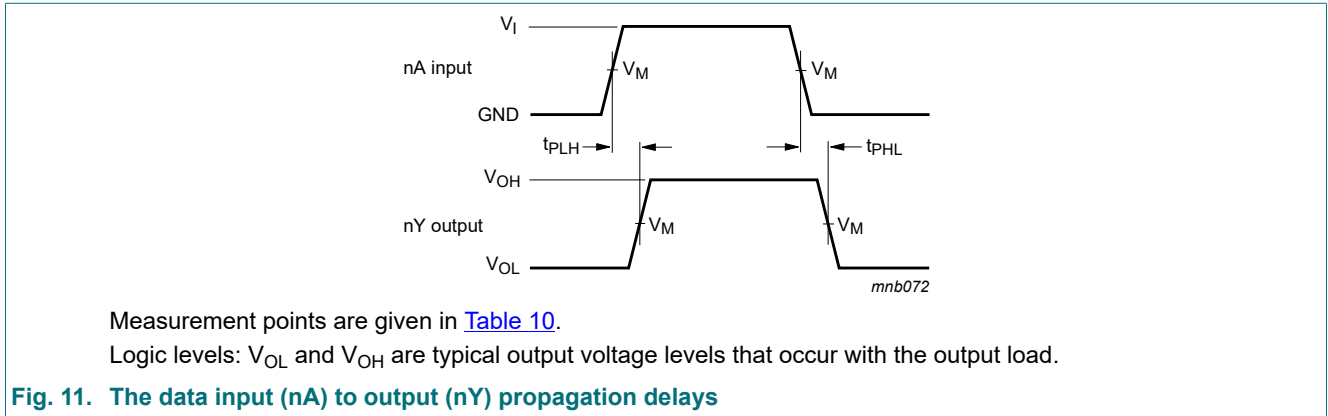 V_I
nA input
V_M V_M
GND
t_PLH t_PHL
V_OH
nY output
V_M V_M
V_OL
mnb072
Measurement points are given in Table 10.
Logic levels: V_OL and V_OH are typical output voltage levels that occur with the output load.
Fig. 11. The data input (nA) to output (nY) propagation delays